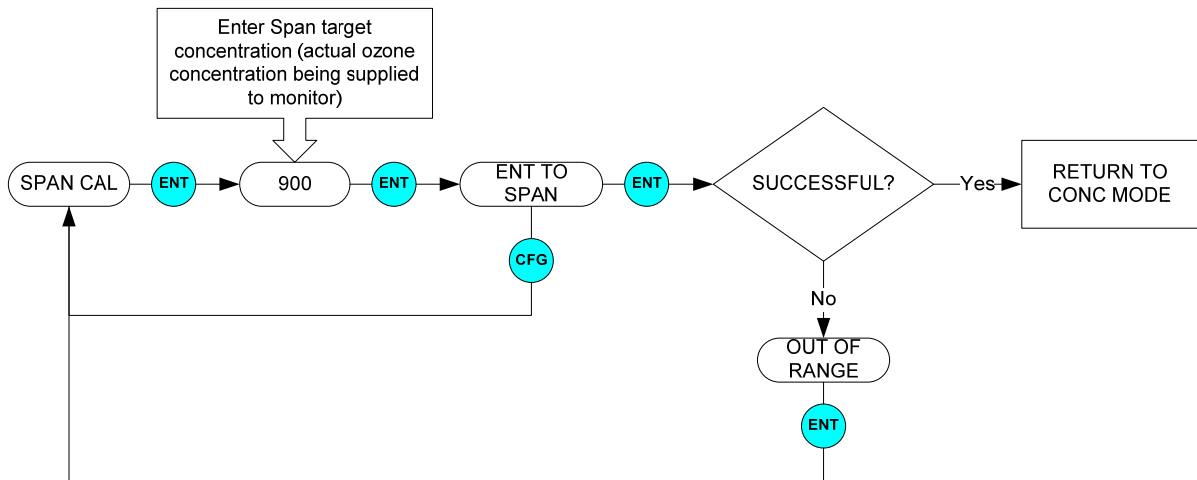 Enter Span target
concentration (actual ozone
concentration being supplied
to monitor)
SPAN CAL
ENT
900
ENT
ENT TO
SPAN
ENT
SUCCESSFUL?
Yes
RETURN TO
CONC MODE
CFG
No
OUT OF
RANGE
ENT